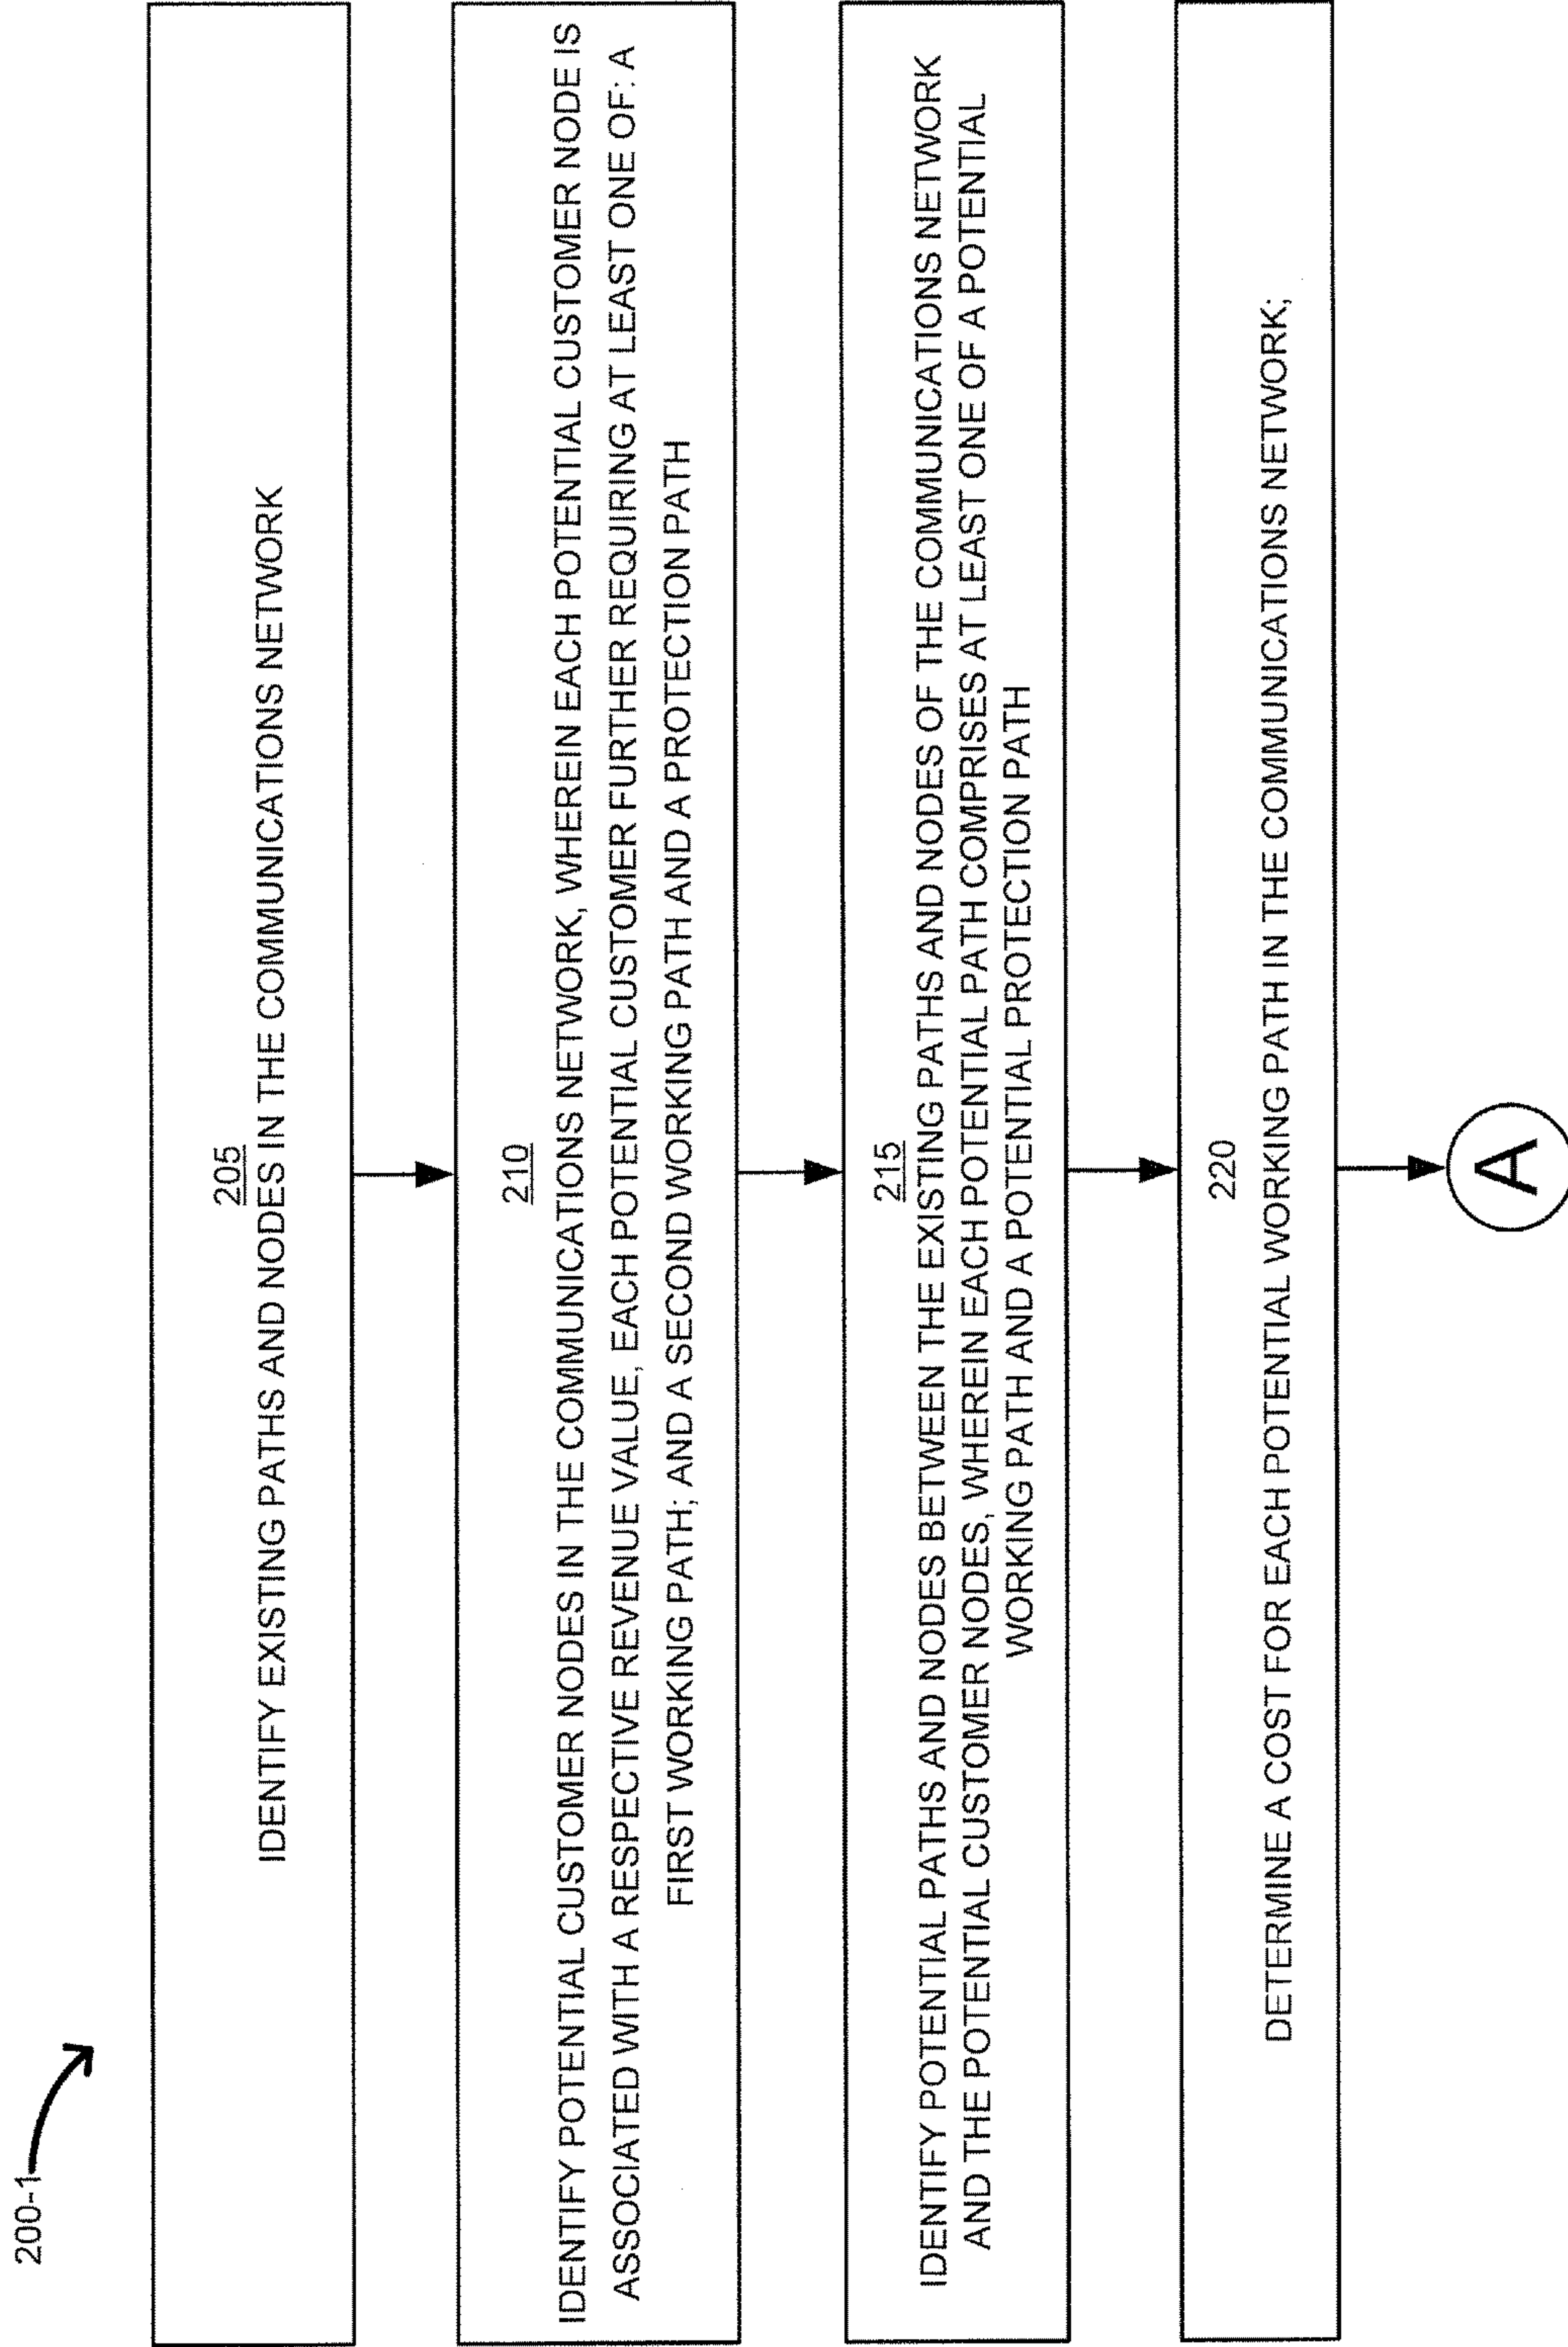 200-1
205
IDENTIFY EXISTING PATHS AND NODES IN THE COMMUNICATIONS NETWORK
210
IDENTIFY POTENTIAL CUSTOMER NODES IN THE COMMUNICATIONS NETWORK, WHEREIN EACH POTENTIAL CUSTOMER NODE IS
ASSOCIATED WITH A RESPECTIVE REVENUE VALUE, EACH POTENTIAL CUSTOMER FURTHER REQUIRING AT LEAST ONE OF: A
FIRST WORKING PATH; AND A SECOND WORKING PATH AND A PROTECTION PATH
215
IDENTIFY POTENTIAL PATHS AND NODES BETWEEN THE EXISTING PATHS AND NODES OF THE COMMUNICATIONS NETWORK
AND THE POTENTIAL CUSTOMER NODES, WHEREIN EACH POTENTIAL PATH COMPRISES AT LEAST ONE OF A POTENTIAL
WORKING PATH AND A POTENTIAL PROTECTION PATH
220
DETERMINE A COST FOR EACH POTENTIAL WORKING PATH IN THE COMMUNICATIONS NETWORK;
A